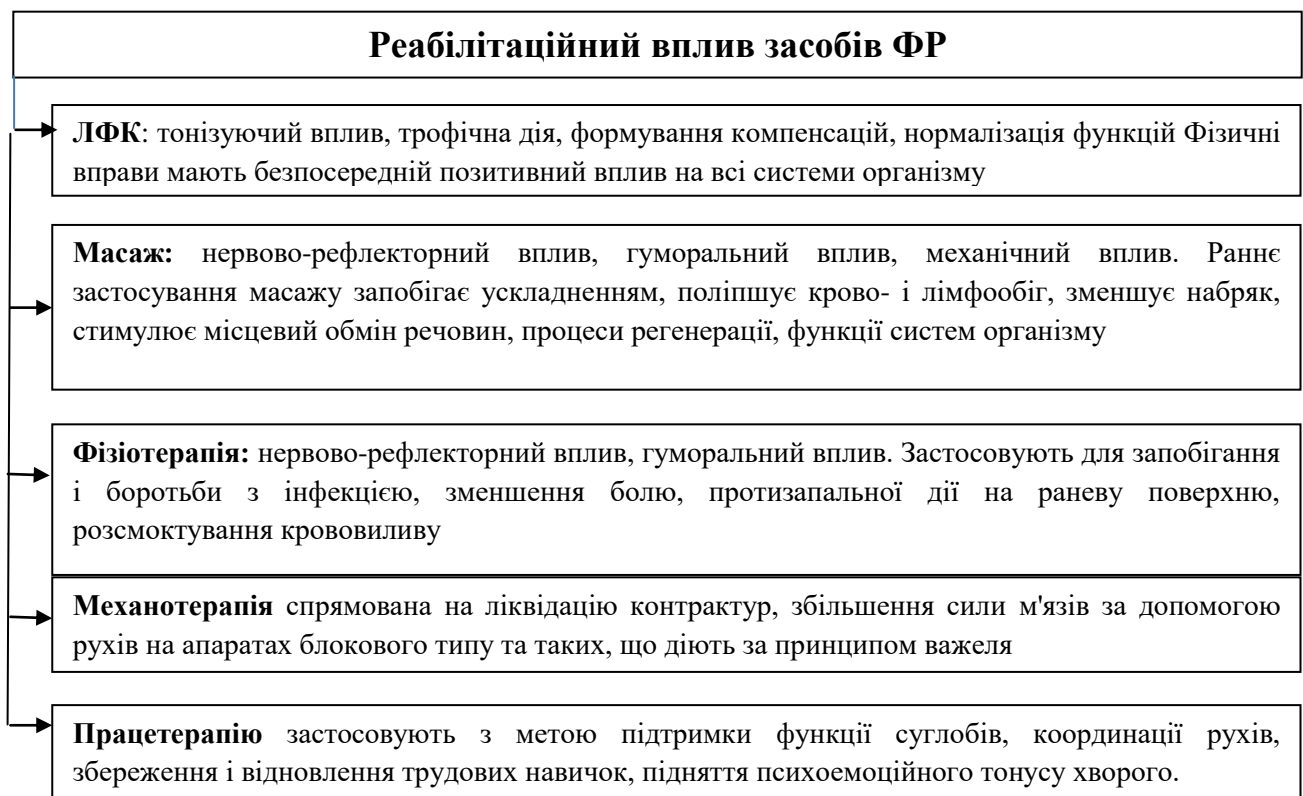 Реабілітаційний вплив засобів ФР
ЛФК: тонізуючий вплив, трофічна дія, формування компенсацій, нормалізація функцій Фізичні
вправи мають безпосередній позитивний вплив на всі системи організму
Масаж: нервово-рефлекторний вплив, гуморальний вплив, механічний вплив. Раннє
застосування масажу запобігає ускладненням, поліпшує крово- і лімфообіг, зменшує набряк,
стимулює місцевий обмін речовин, процеси регенерації, функції систем організму
Фізіотерапія: нервово-рефлекторний вплив, гуморальний вплив. Застосовують для запобігання
і боротьби з інфекцією, зменшення болю, протизапальної дії на раневу поверхню,
розсмоктування крововиливу
Механотерапія спрямована на ліквідацію контрактур, збільшення сили м'язів за допомогою
рухів на апаратах блокового типу та таких, що діють за принципом важеля
Працетерапію застосовують з метою підтримки функції суглобів, координації рухів,
збереження і відновлення трудових навичок, підняття психоемоційного тонусу хворого.